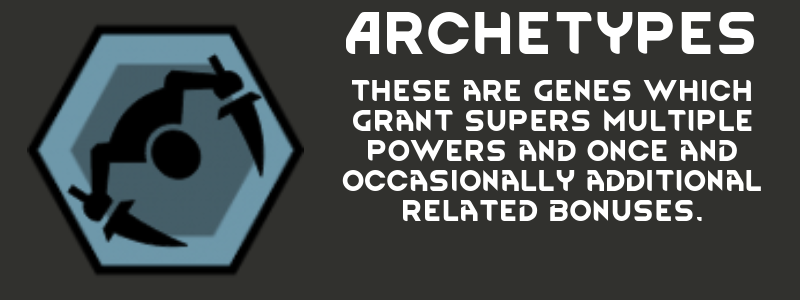 ARCHETYPES
THESE ARE GENES WHICH
GRANT SUPERS MULTIPLE
POWERS AND ONCE AND
OCCASIONALLY ADDITIONAL
RELATED BONUSES.